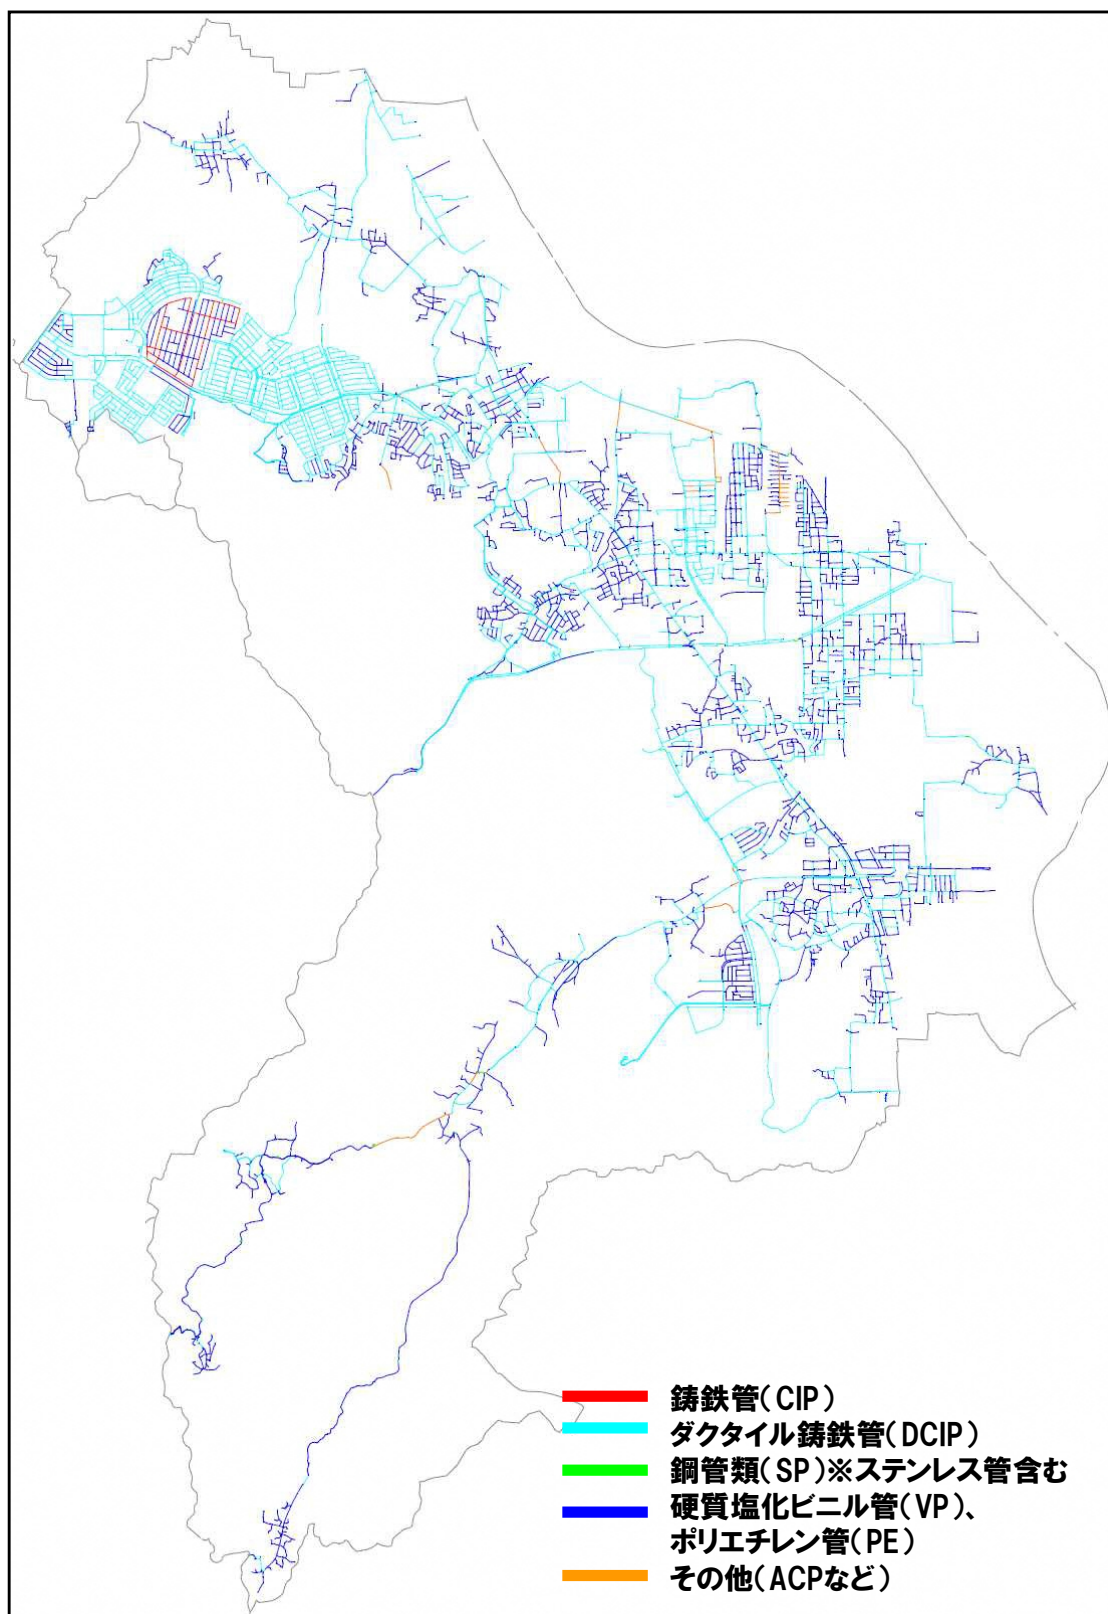 鋳鉄管(CIP)
ダクタイル鋳鉄管(DCIP)
鋼管類(SP)※ステンレス管含む
硬質塩化ビニル管(VP)、
ポリエチレン管(PE)
その他(ACPなど)